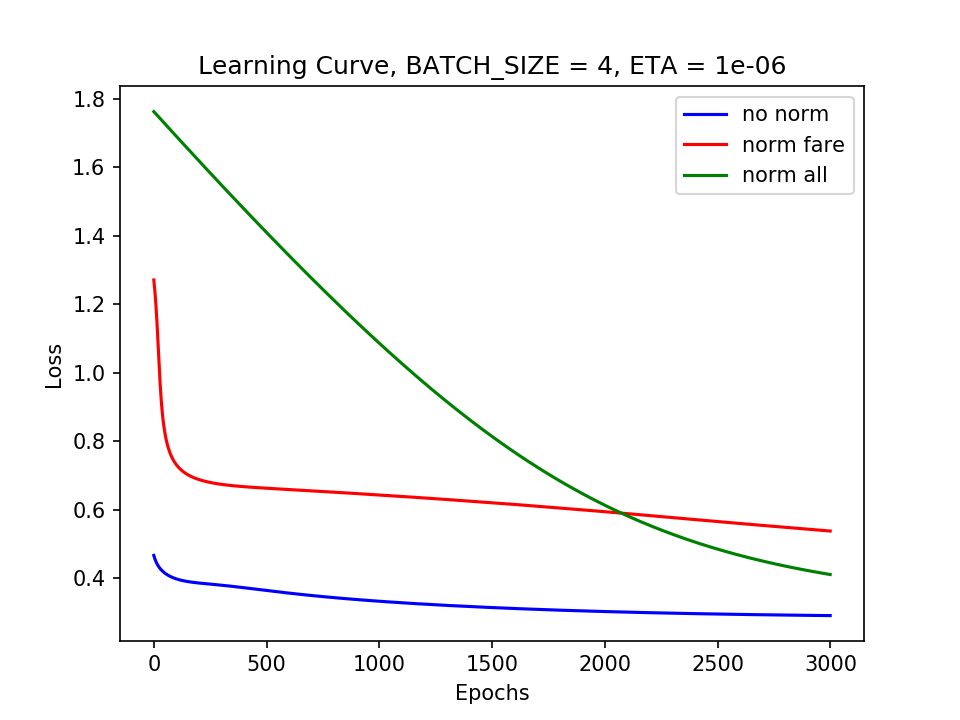 Learning Curve, BATCH_SIZE = 4, ETA = 1e-06
1.8
1.6
1.4
1.2
1.0
0.8
0.6
0.4
Loss
no norm
norm fare
norm all
0 500 1000 1500 2000 2500 3000
Epochs